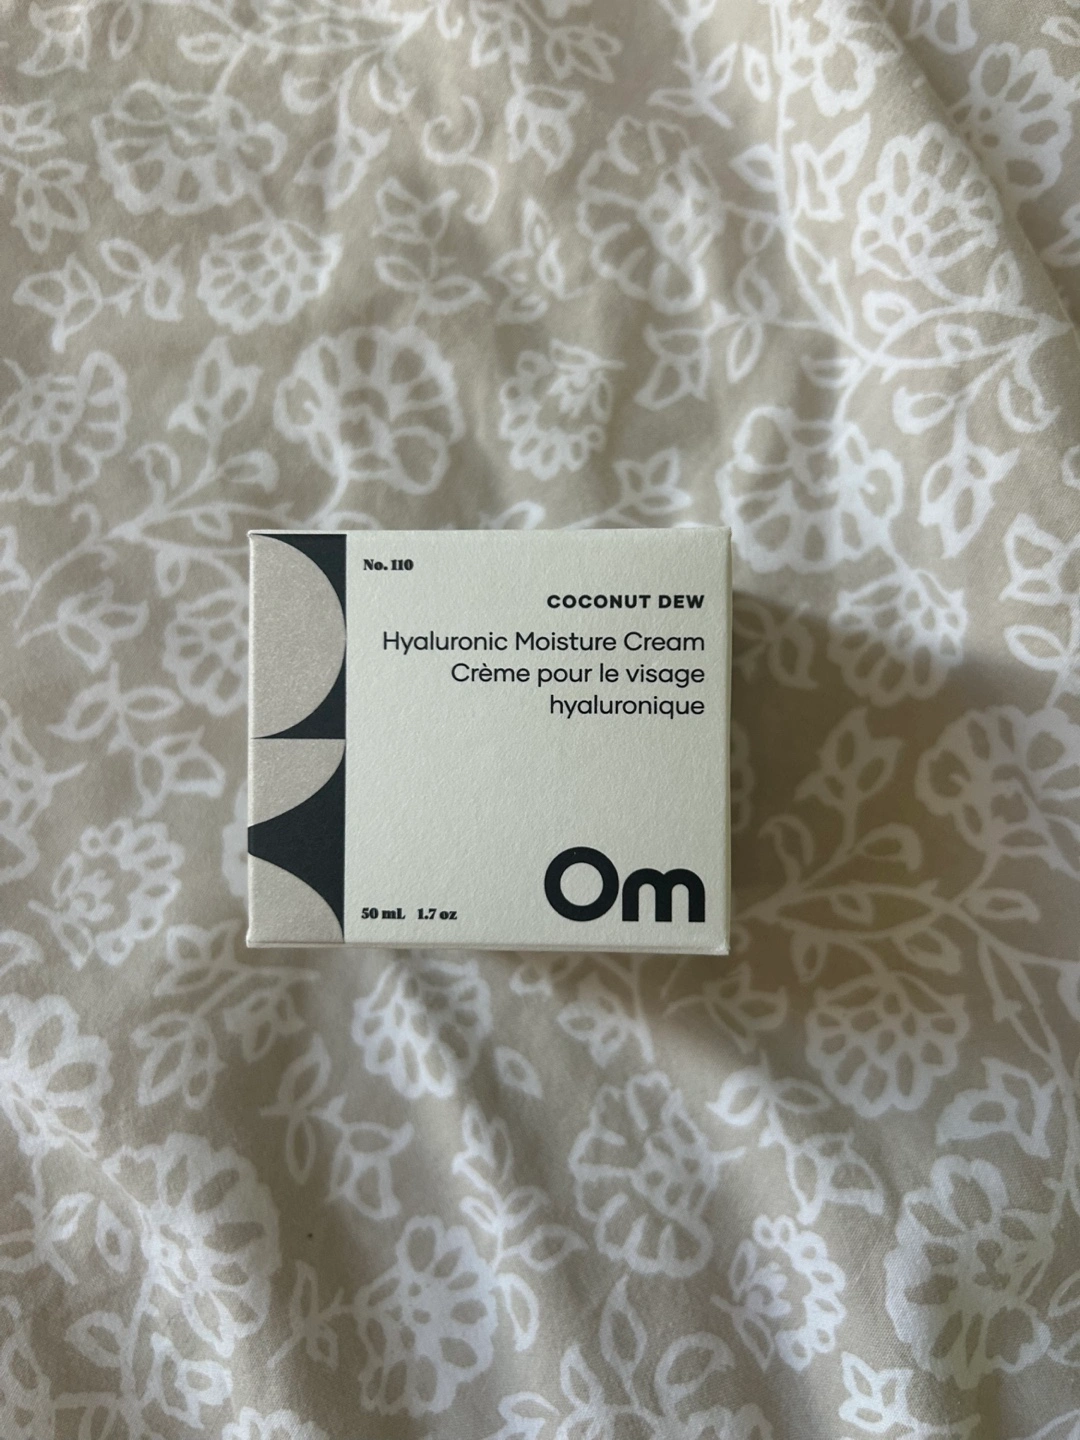 No. 110
COCONUT DEW
Hyaluronic Moisture Cream
Crème pour le visage
hyaluronique
50 mL 1.7 oz
Om